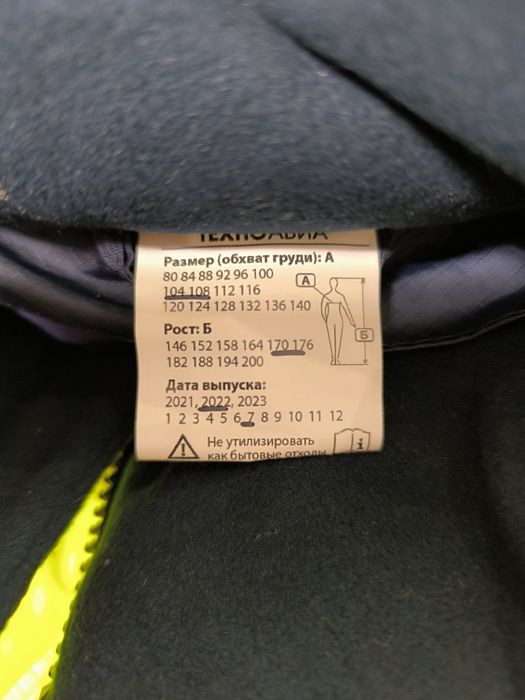 ТЕХНОАВИА
Размер (обхват груди): А
80 84 88 92 96 100
104 108 112 116
120 124 128 132 136 140
А
Рост: Б
Б
146 152 158 164 170 176
182 188 194 200
Дата выпуска:
2021, 2022, 2023
1 2 3 4 5 6 7 8 9 10 11 12
Не утилизировать
как бытовые отходы